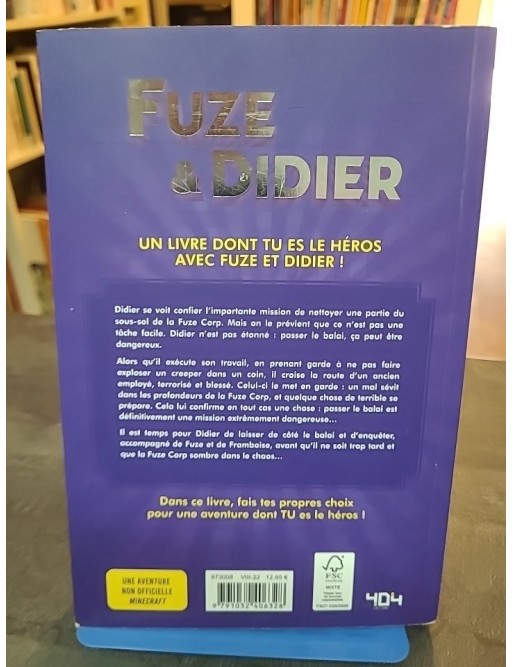 FUZE
& DIDIER
UN LIVRE DONT TU ES LE HÉROS
AVEC FUZE ET DIDIER !
Didier se voit confier l'importante mission de nettoyer une partie du
sous-sol de la Fuze Corp. Mais on le prévient que ce n'est pas une
tâche facile. Didier n'est pas étonné : passer le balai, ça peut être
dangereux.
Alors qu'il exécute son travail, en prenant garde à ne pas faire
exploser un creeper dans un coin, il croise la route d'un ancien
employé, terrorisé et blessé. Celui-ci le met en garde : un mal sévit
dans les profondeurs de la Fuze Corp, et quelque chose de terrible se
prépare. Cela lui confirme en tout cas une chose : passer le balai est
définitivement une mission extrêmement dangereuse...
Il est temps pour Didier de laisser de côté le balai et d'enquêter,
accompagné de Fuze et de Framboise, avant qu'il ne soit trop tard et
que la Fuze Corp sombre dans le chaos...
Dans ce livre, fais tes propres choix
pour une aventure dont TU es le héros !
UNE AVENTURE
NON OFFICIELLE
MINECRAFT
973008 VIII-22 12.95 €
9 791032 406328
FSC
MIXTE
404